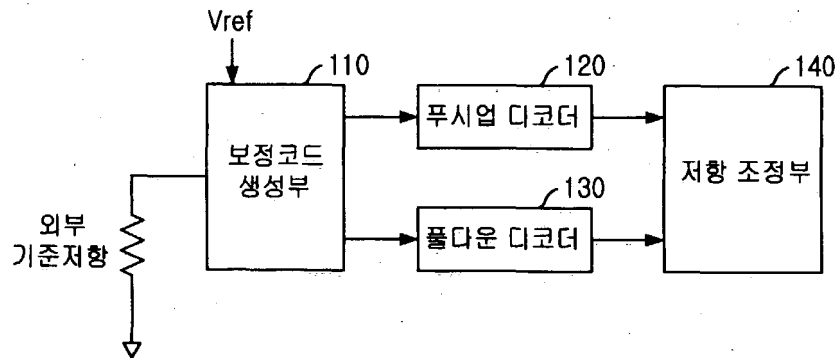 Vref
110
보정코드
생성부
외부
기준저항
120
푸시업 디코더
130
풀다운 디코더
140
저항 조정부